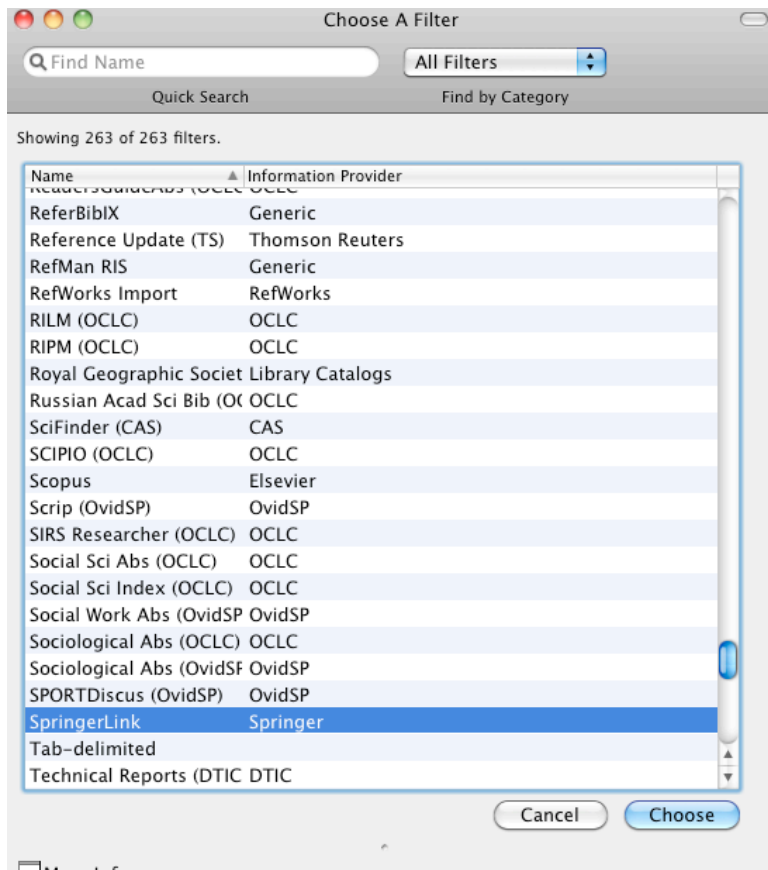 Choose A Filter
Find Name All Filters
Quick Search Find by Category
Showing 263 of 263 filters.
Name Information Provider
ReadersGuideAbs (OCLC OCLC
ReferBibIX Generic
Reference Update (TS) Thomson Reuters
RefMan RIS Generic
RefWorks Import RefWorks
RILM (OCLC) OCLC
RIPM (OCLC) OCLC
Royal Geographic Societ Library Catalogs
Russian Acad Sci Bib (OC OCLC
SciFinder (CAS) CAS
SCIPIO (OCLC) OCLC
Scopus Elsevier
Scrip (OvidSP) OvidSP
SIRS Researcher (OCLC) OCLC
Social Sci Abs (OCLC) OCLC
Social Sci Index (OCLC) OCLC
Social Work Abs (OvidSP OvidSP
Sociological Abs (OCLC) OCLC
Sociological Abs (OvidSP OvidSP
SPORTDiscus (OvidSP) OvidSP
SpringerLink Springer
Tab-delimited
Technical Reports (DTIC DTIC
Cancel Choose